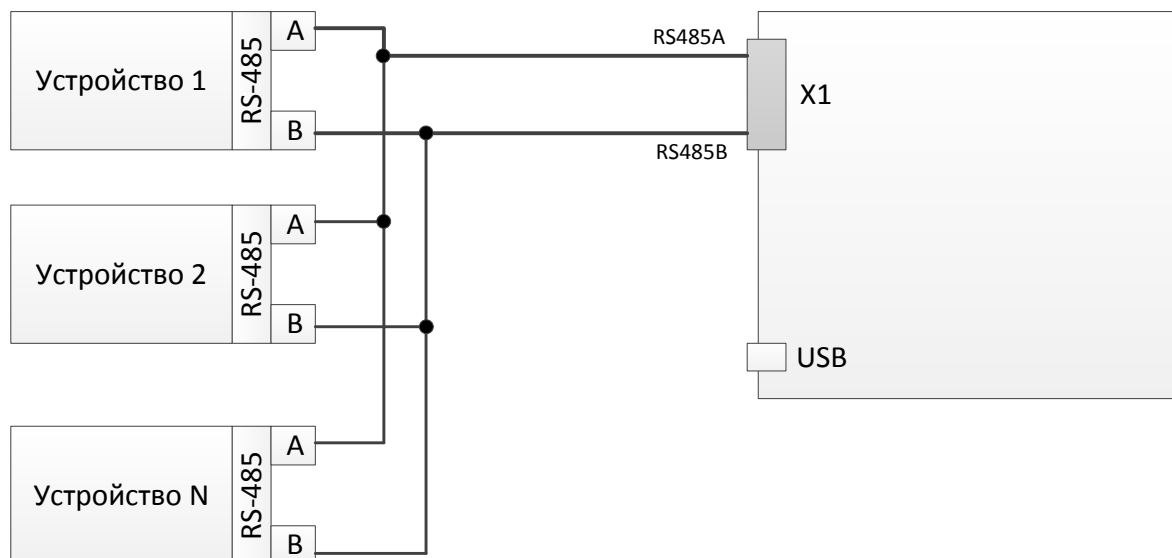 Устройство 1
RS-485
A
B
RS485A
RS485B
X1
Устройство 2
RS-485
A
B
USB
Устройство N
RS-485
A
B